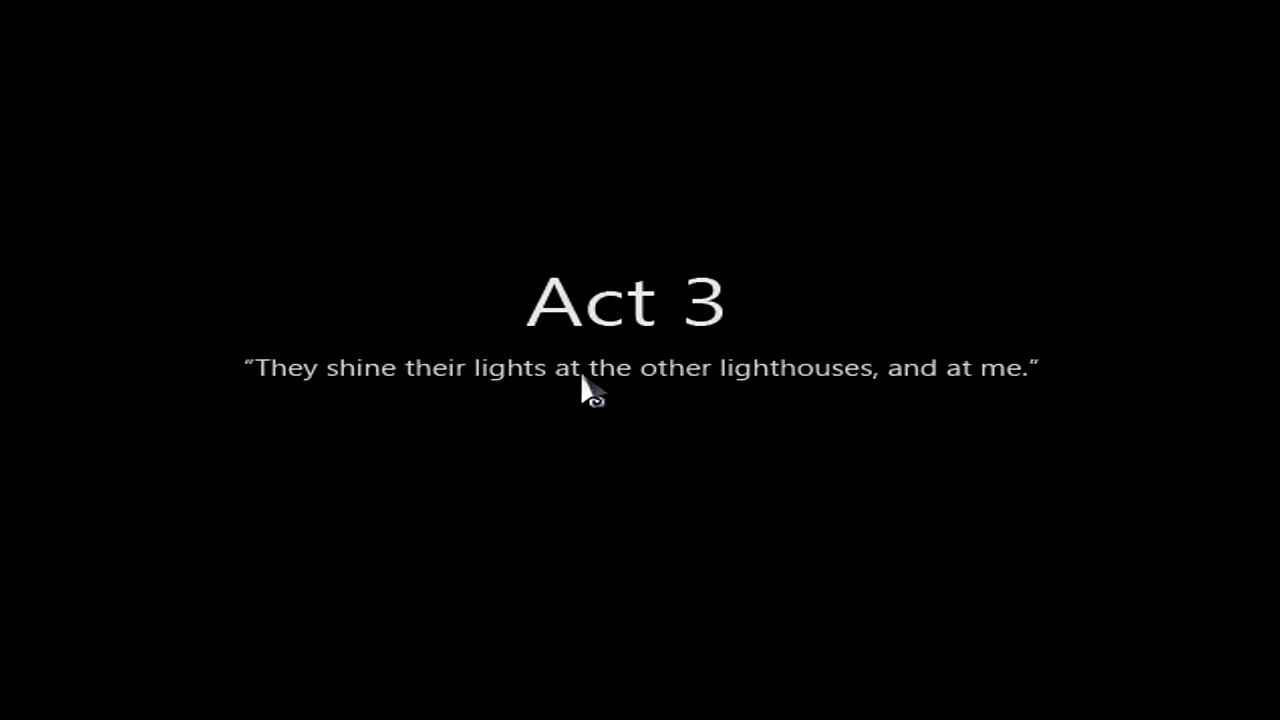 Act 3
“They shine their lights at the other lighthouses, and at me.”